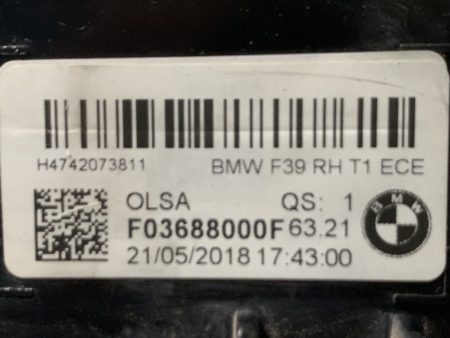 H4742073811 BMW F39 RH T1 ECE
OLSA QS: 1
F03688000F 63.21
21/05/2018 17:43:00
BMW